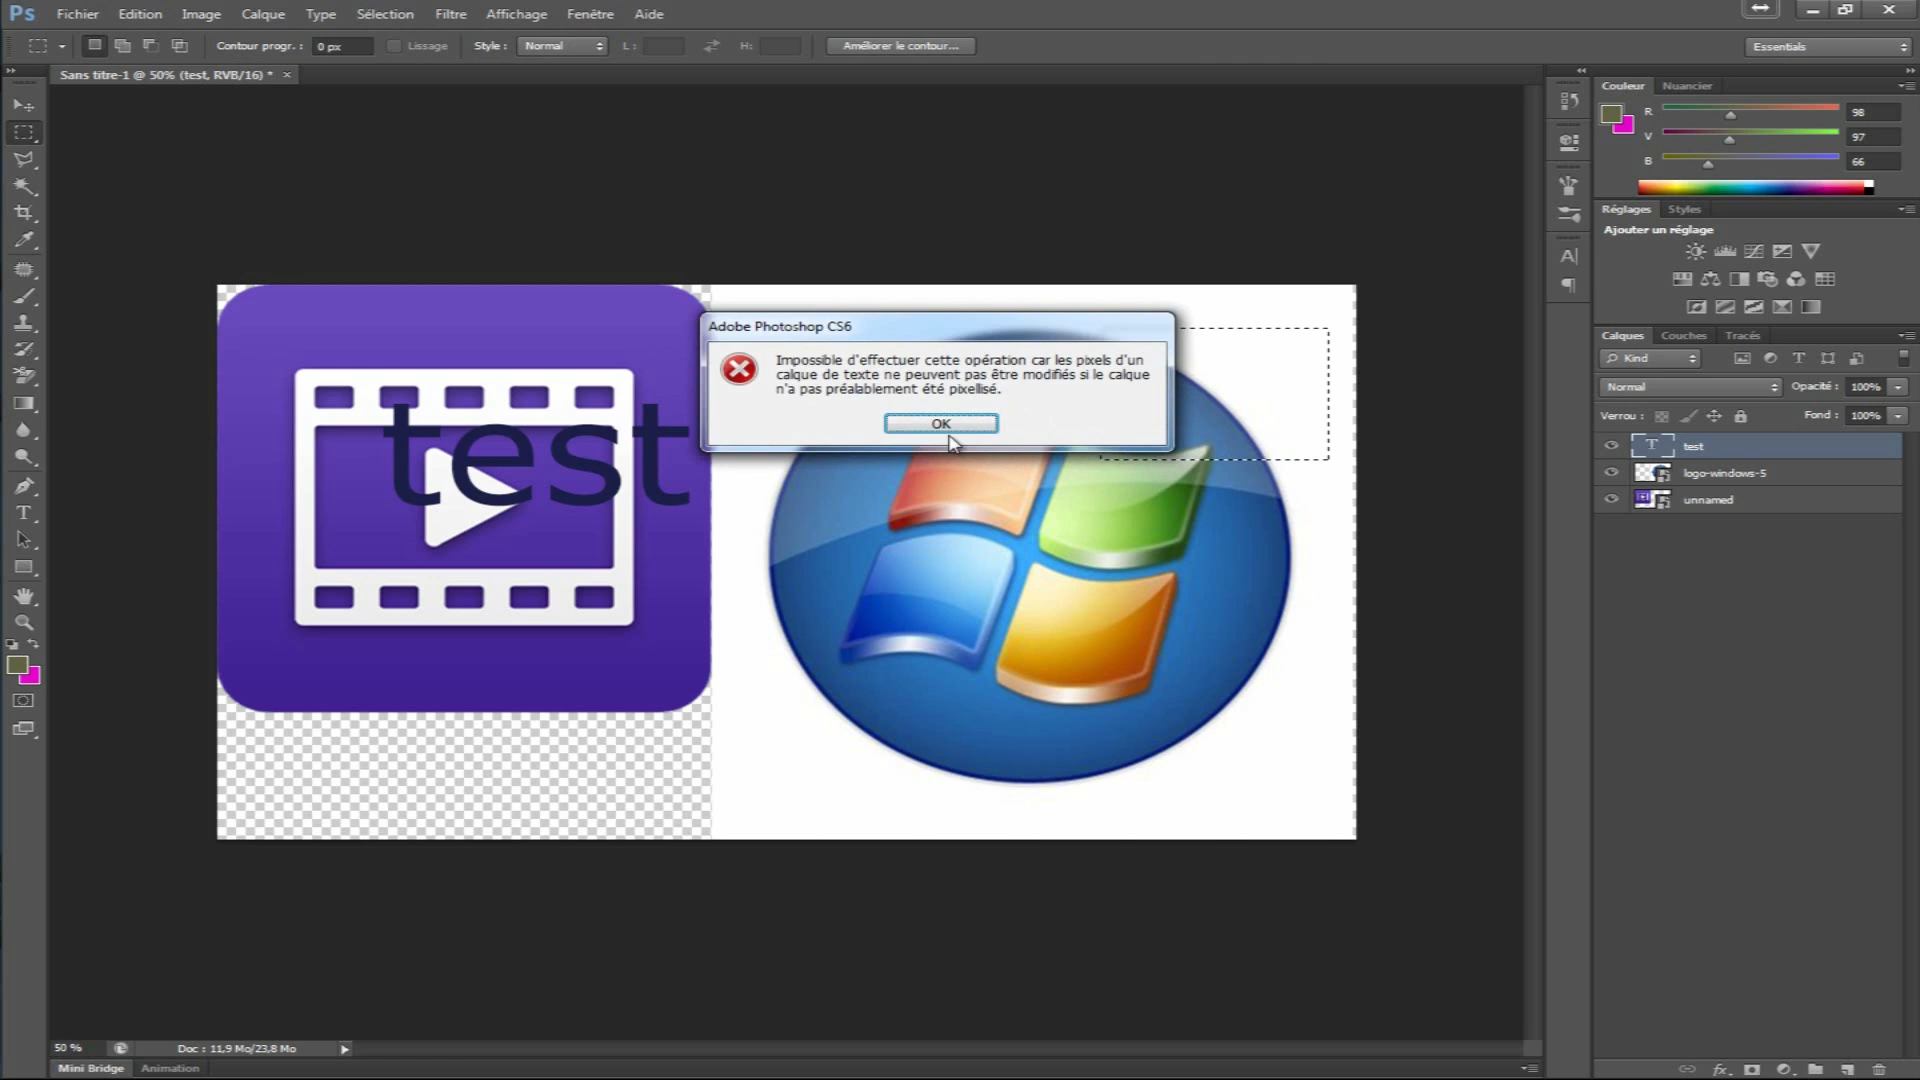 Ps Fichier Edition Image Calque Type Sélection Filtre Affichage Fenêtre Aide
Contour progr. : 0 px Lissage Style : Normal L : H: Améliorer le contour... Essentials
Sans titre-1 @ 50% (test, RVB/16) * ×
Couleur Nuancier
R 98
V 97
B 66
Réglages Styles
Ajouter un réglage
Adobe Photoshop CS6
Impossible d'effectuer cette opération car les pixels d'un
calque de texte ne peuvent pas être modifiés si le calque
n'a pas préalablement été pixellisé.
OK
test
Calques Couches Tracés
Kind
Normal Opacité : 100%
Verrou : Fond : 100%
T test
logo-windows-5
unnamed
50 % Doc : 11,9 Mo/23,8 Mo
Mini Bridge Animation
fx